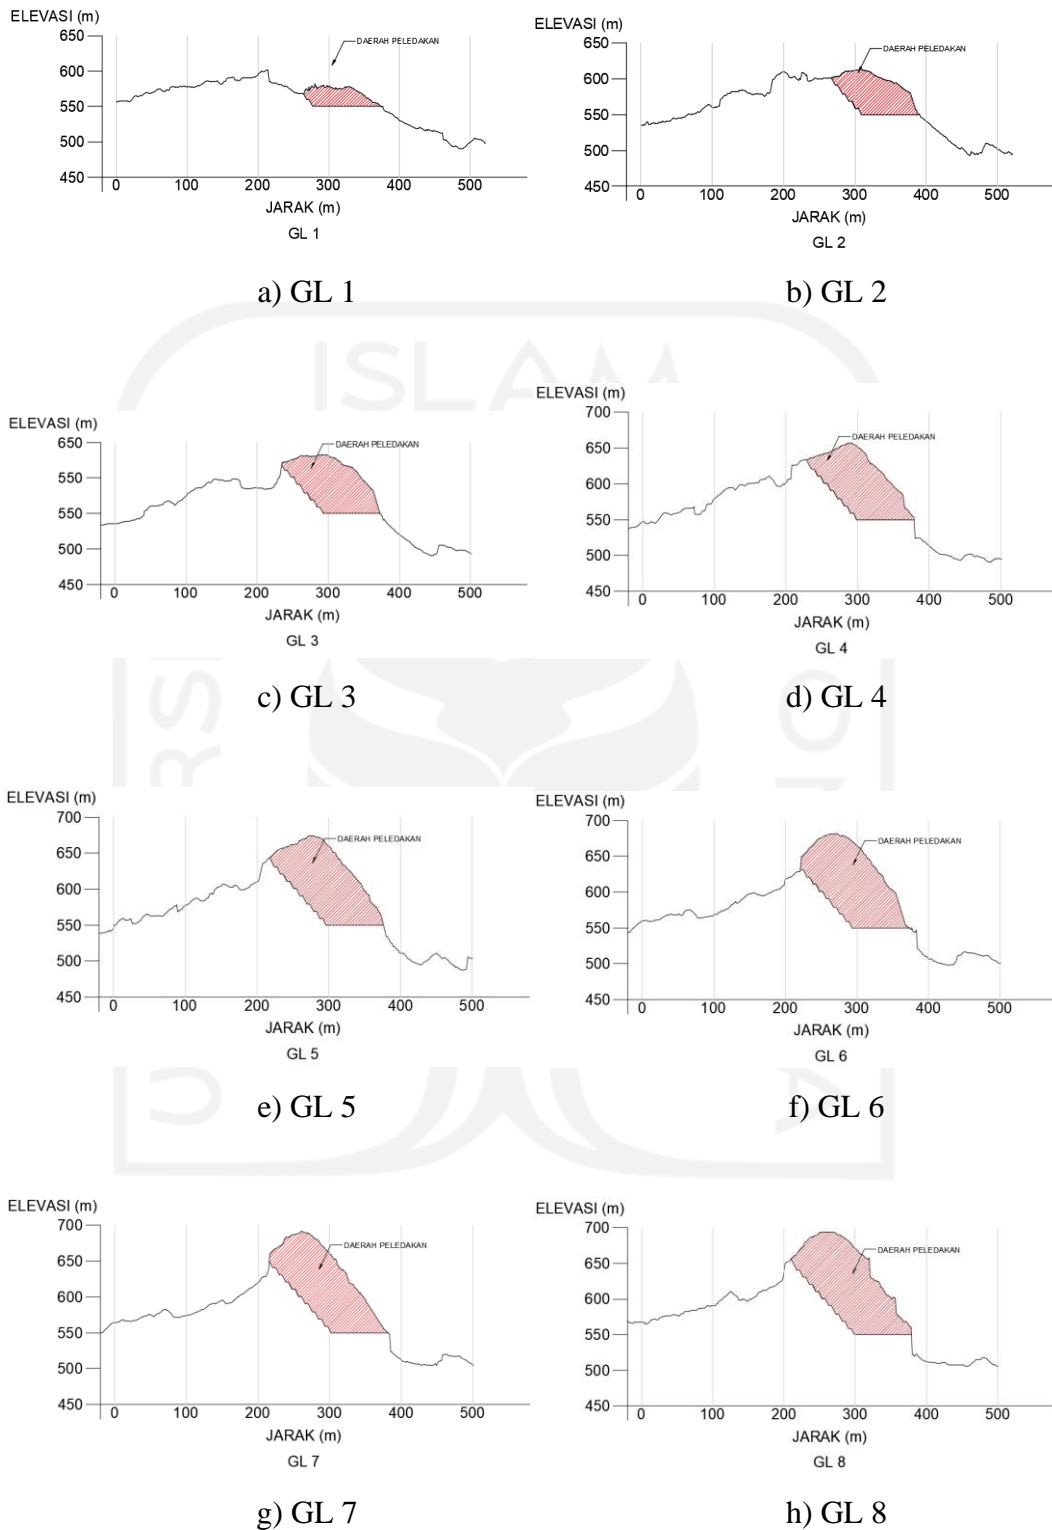 ELEVASI (m)
650
600
550
500
450
DAERAH PELEDAKAN
0 100 200 300 400 500
JARAK (m)
GL 1
a) GL 1
ELEVASI (m)
650
600
550
500
450
DAERAH PELEDAKAN
0 100 200 300 400 500
JARAK (m)
GL 2
b) GL 2
ISLAM
ELEVASI (m)
650
550
550
500
450
DAERAH PELEDAKAN
0 100 200 300 400 500
JARAK (m)
GL 3
c) GL 3
ELEVASI (m)
700
650
600
550
500
450
DAERAH PELEDAKAN
0 100 200 300 400 500
JARAK (m)
GL 4
d) GL 4
ELEVASI (m)
700
650
600
550
500
450
DAERAH PELEDAKAN
0 100 200 300 400 500
JARAK (m)
GL 5
e) GL 5
ELEVASI (m)
700
650
600
550
500
450
DAERAH PELEDAKAN
0 100 200 300 400 500
JARAK (m)
GL 6
f) GL 6
ELEVASI (m)
700
650
600
550
500
450
DAERAH PELEDAKAN
0 100 200 300 400 500
JARAK (m)
GL 7
g) GL 7
ELEVASI (m)
700
650
600
550
500
450
DAERAH PELEDAKAN
0 100 200 300 400 500
JARAK (m)
GL 8
h) GL 8